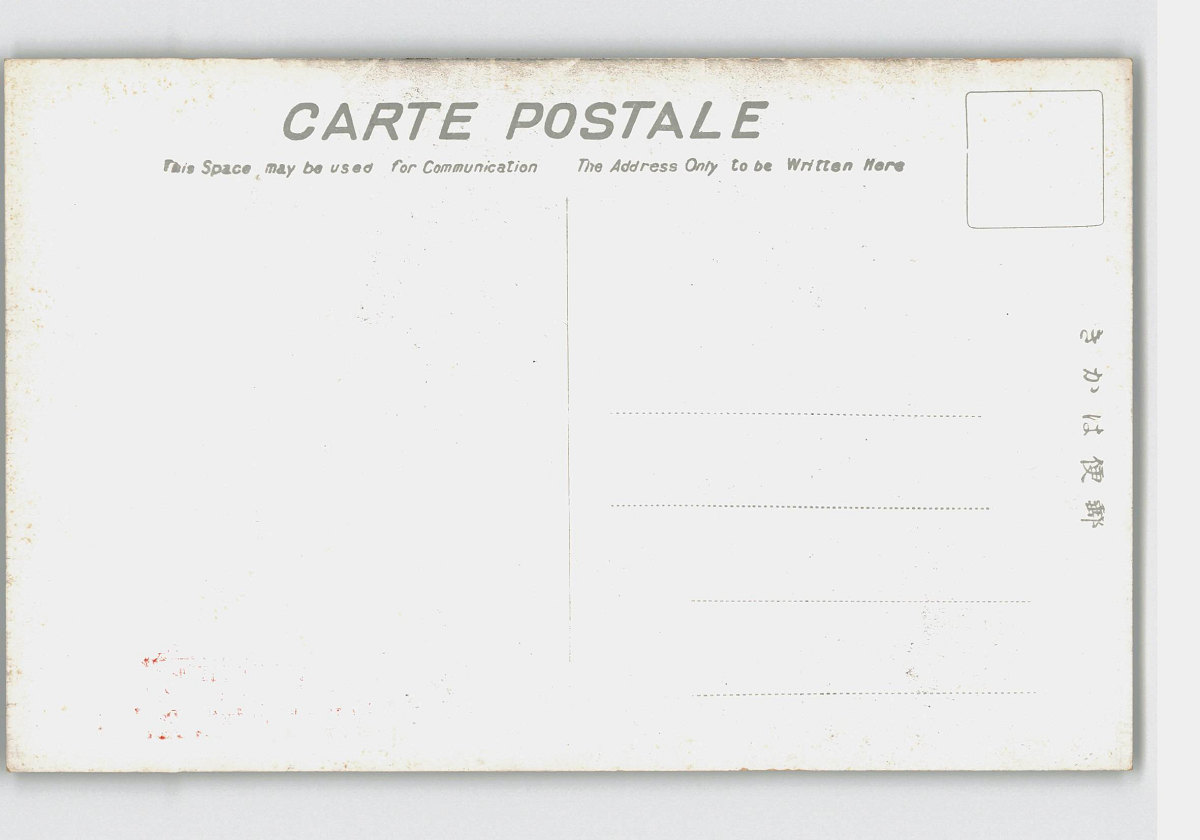 CARTE POSTALE
This Space may be used for Communication
The Address Only to be Written Here
郵便はかき